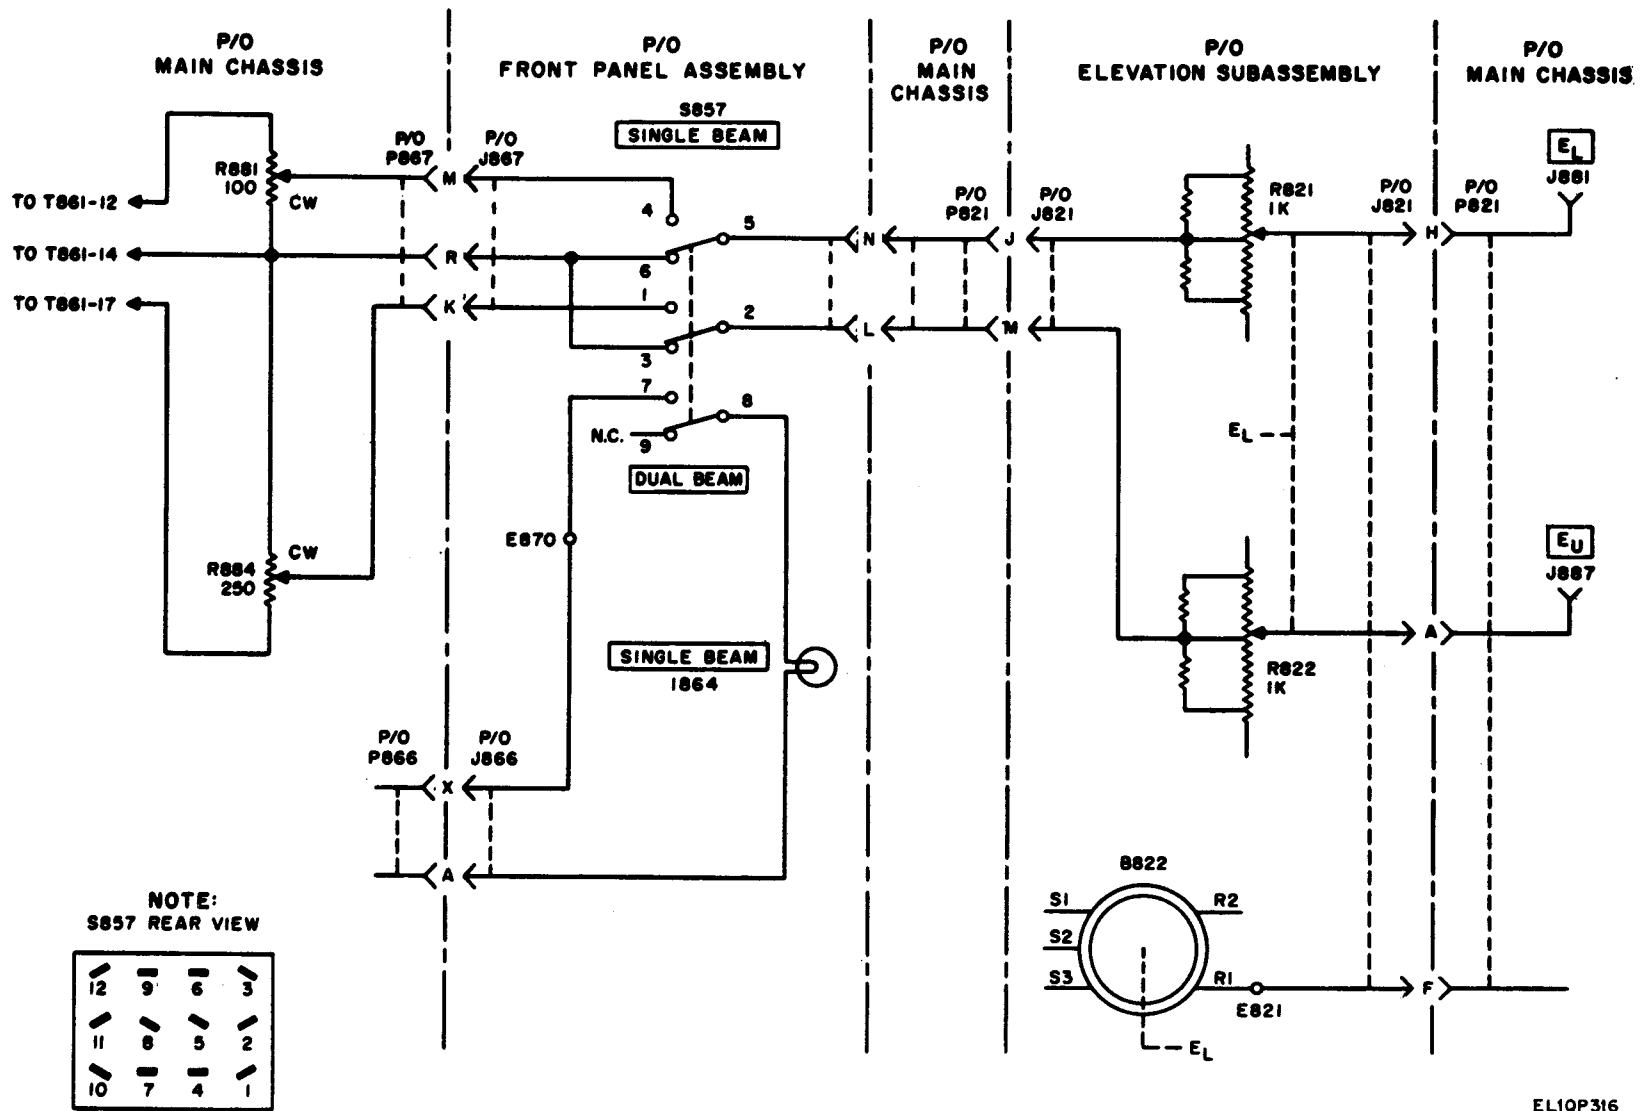 P/O
MAIN CHASSIS
P/O
FRONT PANEL ASSEMBLY
P/O
MAIN
CHASSIS
P/O
ELEVATION SUBASSEMBLY
P/O
MAIN CHASSIS
S857
SINGLE BEAM
R881
100
CW
P/O
P867
M
P/O
J867
TO T861-12
TO T861-14
TO T861-17
R
K
4
5
6
1
2
3
7
8
N.C.
9
DUAL BEAM
N
L
P/O
P821
P/O
J821
J
M
R821
1K
P/O
J821
P/O
P821
H
EL
J881
EL
E870
CW
R884
250
SINGLE BEAM
I864
EU
J887
A
R822
1K
P/O
P866
P/O
J866
X
A
B822
S1
S2
S3
R2
R1
E821
F
EL
NOTE:
S857 REAR VIEW
12 9 6 3
11 8 5 2
10 7 4 1
EL1QP316